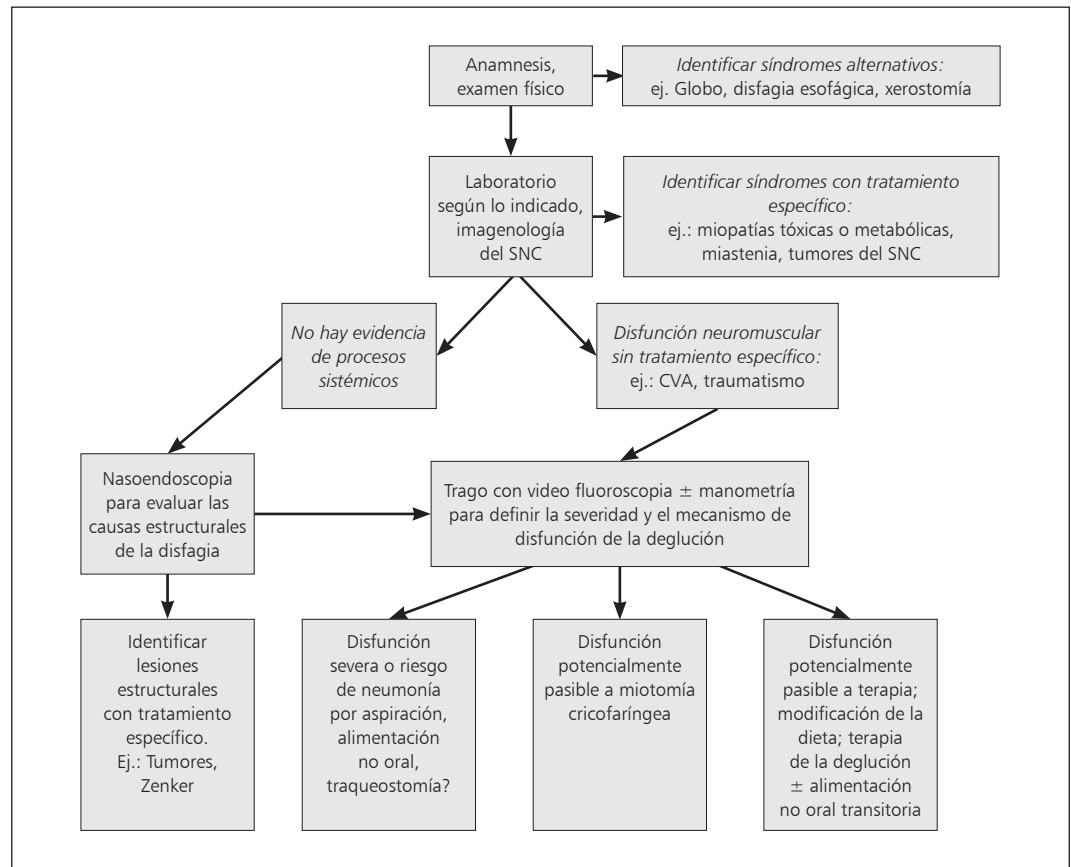 Anamnesis,
examen físico
Identificar síndromes alternativos:
ej. Globo, disfagia esofágica, xerostomía
Laboratorio
según lo indicado,
imagenología
del SNC
Identificar síndromes con tratamiento
específico:
ej.: miopatías tóxicas o metabólicas,
miastenia, tumores del SNC
No hay evidencia
de procesos
sistémicos
Disfunción neuromuscular
sin tratamiento específico:
ej.: CVA, traumatismo
Nasoendoscopia
para evaluar las
causas estructurales
de la disfagia
Trago con video fluoroscopia ± manometría
para definir la severidad y el mecanismo de
disfunción de la deglución
Identificar
lesiones
estructurales
con tratamiento
específico.
Ej.: Tumores,
Zenker
Disfunción
severa o riesgo
de neumonía
por aspiración,
alimentación
no oral,
traqueostomía?
Disfunción
potencialmente
pasible a miotomía
cricofaríngea
Disfunción
potencialmente
pasible a terapia;
modificación de la
dieta; terapia
de la deglución
± alimentación
no oral transitoria